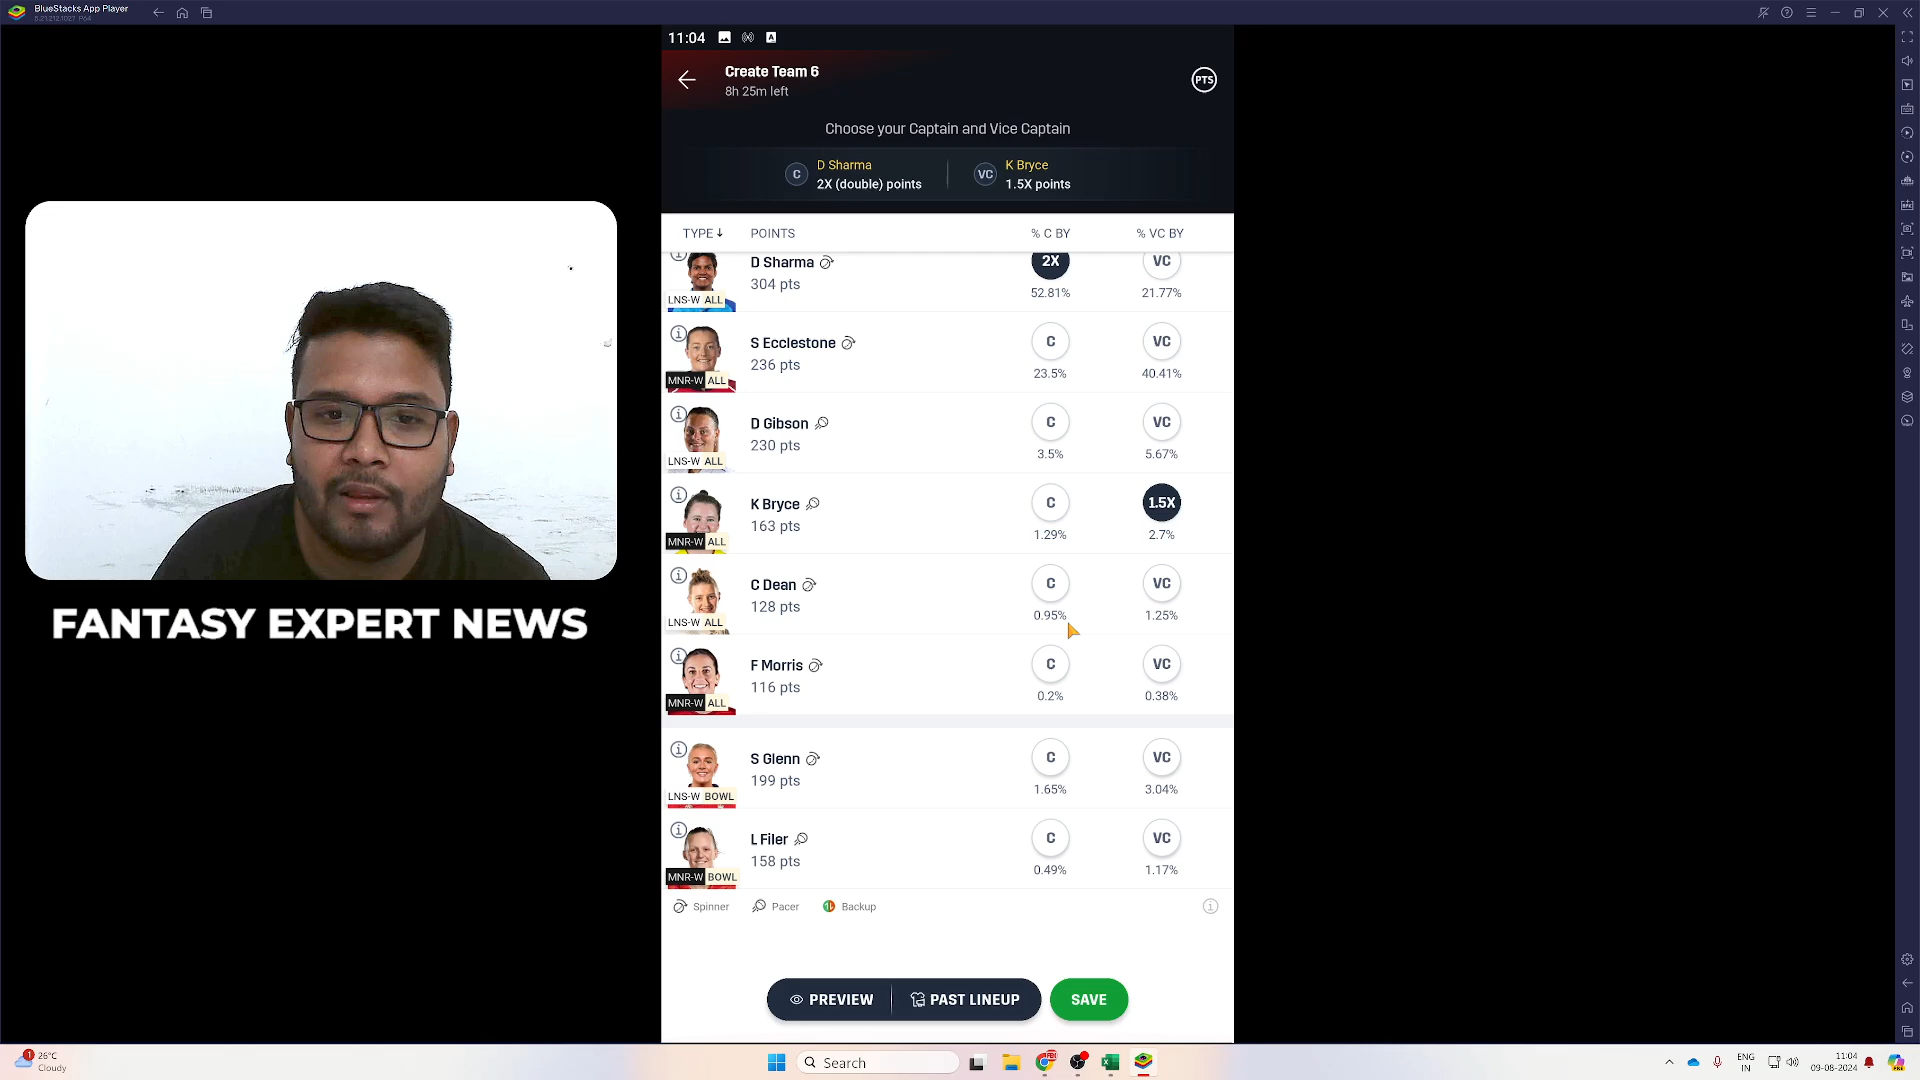 BlueStacks App Player
5.21.212.1027 P64
11:04
A
Create Team 6
8h 25m left
PTS
Choose your Captain and Vice Captain
C
D Sharma
2X (double) points
VC
K Bryce
1.5X points
TYPE POINTS % C BY % VC BY
D Sharma 2X VC
304 pts
52.81% 21.77%
LNS-W ALL
S Ecclestone C VC
236 pts
23.5% 40.41%
MNR-W ALL
D Gibson C VC
230 pts
3.5% 5.67%
LNS-W ALL
K Bryce C 1.5X
163 pts
1.29% 2.7%
MNR-W ALL
C Dean C VC
128 pts
0.95% 1.25%
LNS-W ALL
F Morris C VC
116 pts
0.2% 0.38%
MNR-W ALL
S Glenn C VC
199 pts
1.65% 3.04%
LNS-W BOWL
L Filer C VC
158 pts
0.49% 1.17%
MNR-W BOWL
Spinner Pacer Backup
PREVIEW PAST LINEUP SAVE
FANTASY EXPERT NEWS
1
26°C
Cloudy
Search
ENG
IN
11:04
09-08-2024